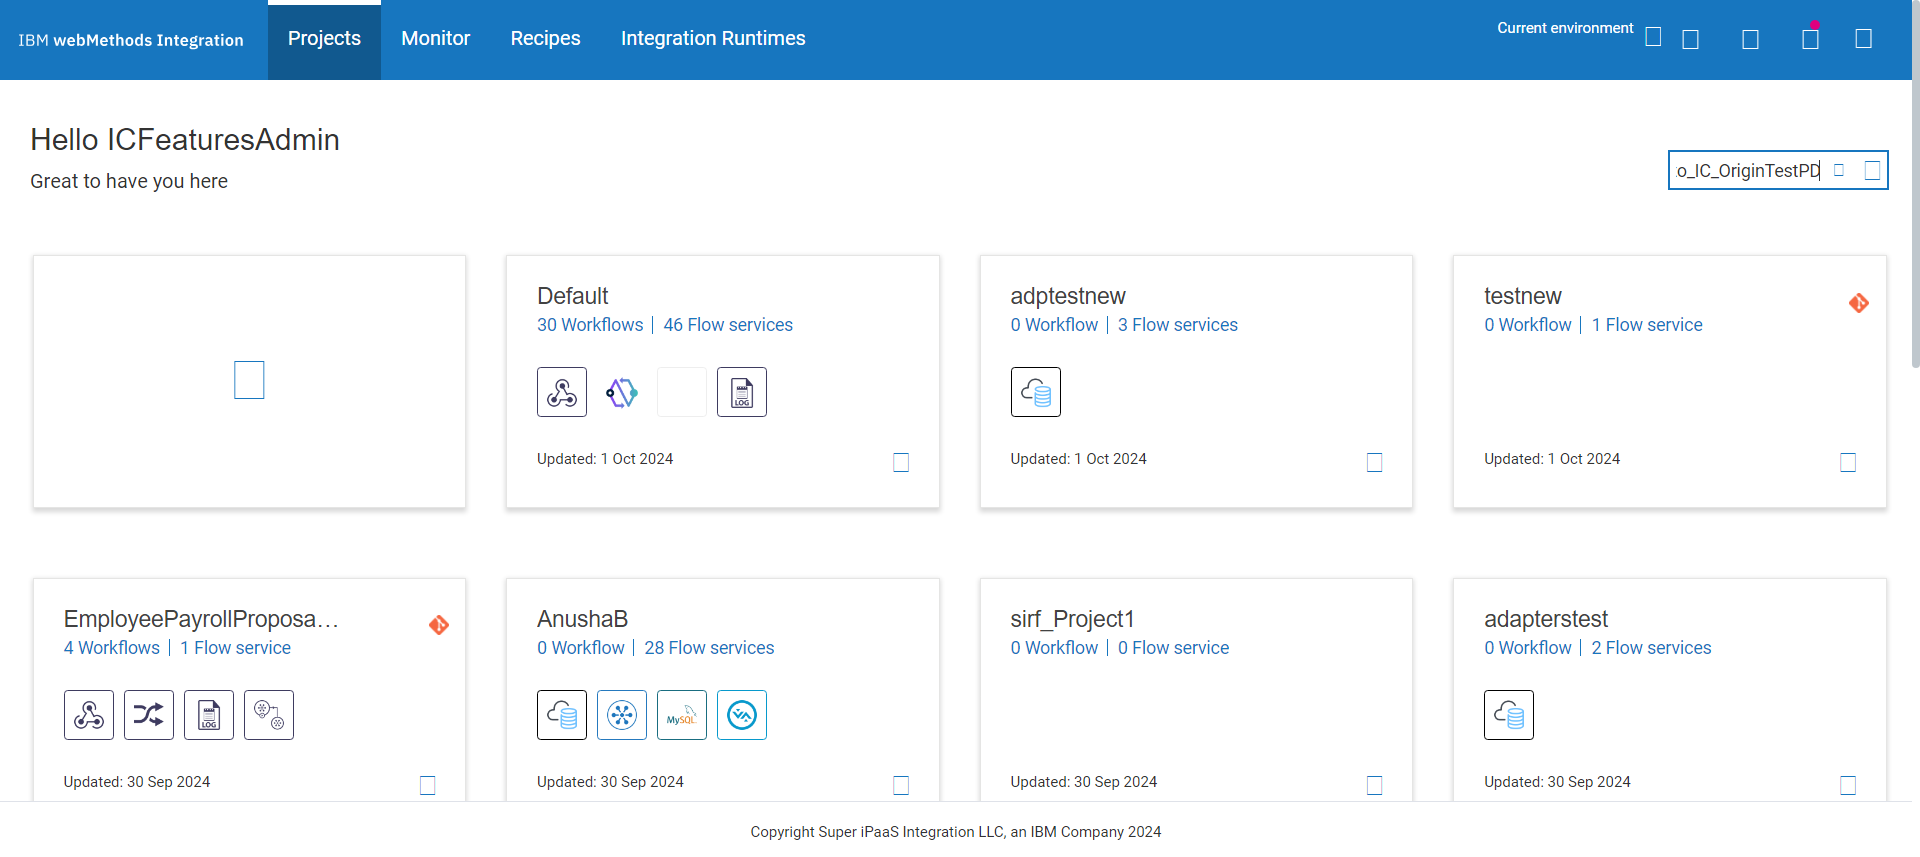 IBM webMethods Integration
Projects
Monitor
Recipes
Integration Runtimes
Current environment
Hello ICFeaturesAdmin
Great to have you here
o_IC_OriginTestPD
Default
30 Workflows | 46 Flow services
LOG
Updated: 1 Oct 2024
adptestnew
0 Workflow | 3 Flow services
Updated: 1 Oct 2024
testnew
0 Workflow | 1 Flow service
Updated: 1 Oct 2024
EmployeePayrollProposa...
4 Workflows | 1 Flow service
LOG
Updated: 30 Sep 2024
AnushaB
0 Workflow | 28 Flow services
MySQL
Updated: 30 Sep 2024
sirf_Project1
0 Workflow | 0 Flow service
Updated: 30 Sep 2024
adapterstest
0 Workflow | 2 Flow services
Updated: 30 Sep 2024
Copyright Super iPaaS Integration LLC, an IBM Company 2024